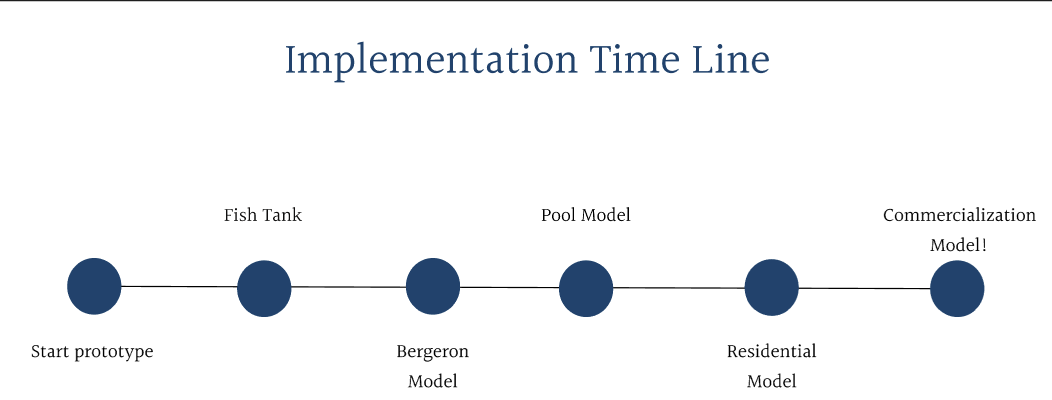 Implementation Time Line
Fish Tank
Pool Model
Commercialization
Model!
Start prototype
Bergeron
Model
Residential
Model